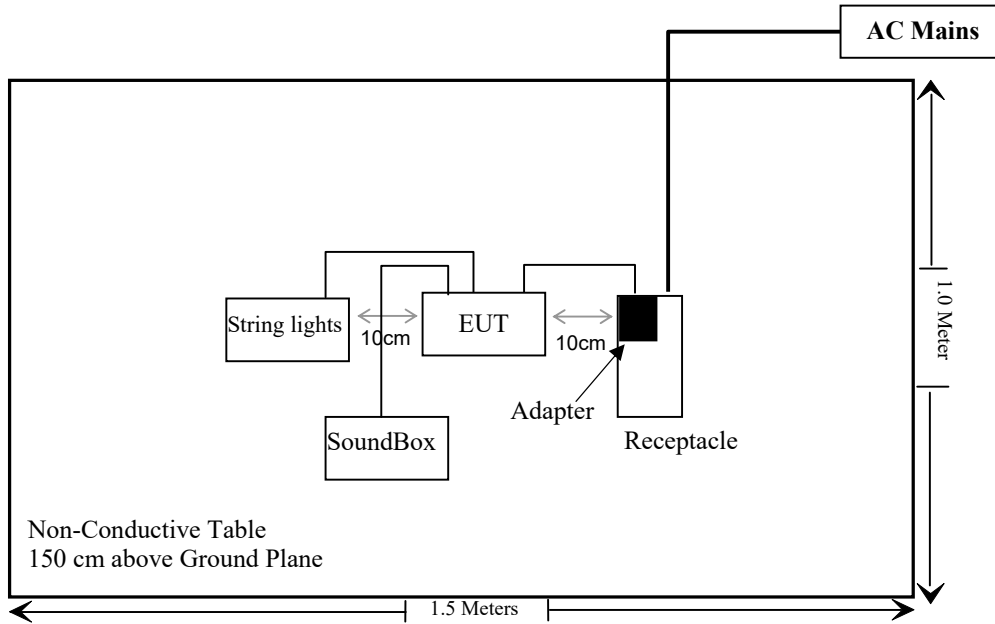 AC Mains
String lights
10cm
EUT
10cm
Adapter
Receptacle
SoundBox
1.0 Meter
Non-Conductive Table
150 cm above Ground Plane
1.5 Meters